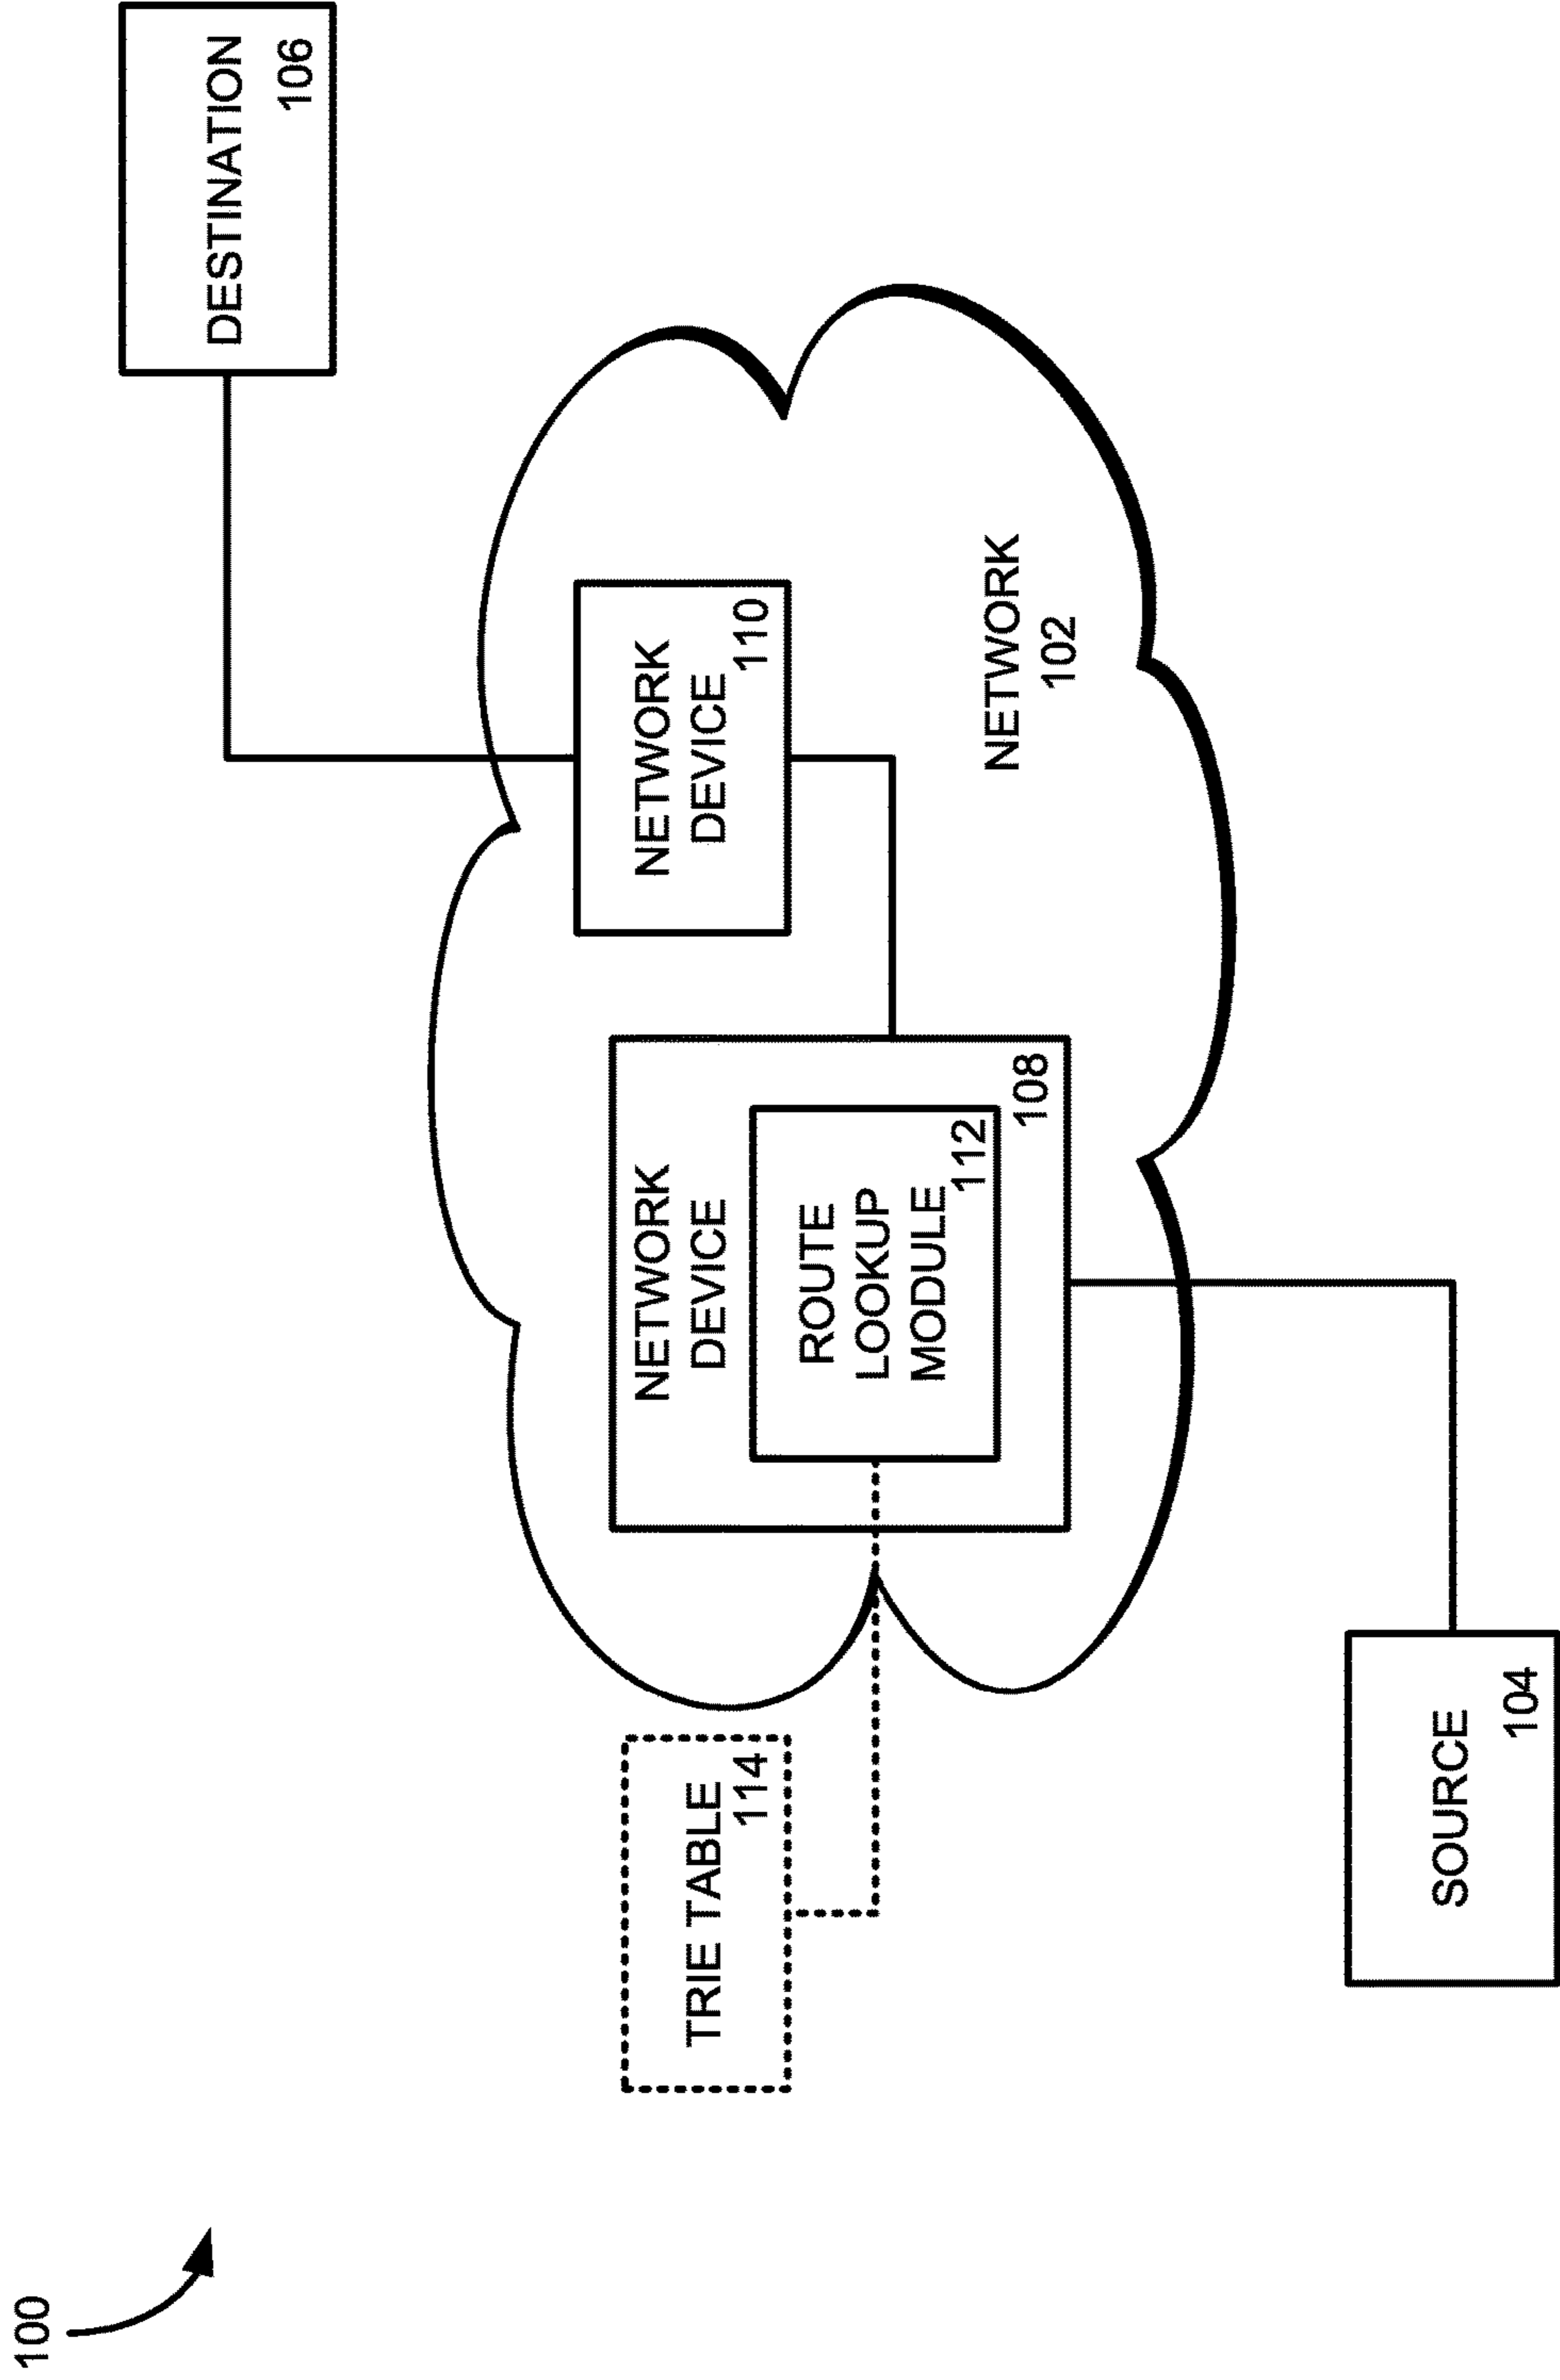 100
DESTINATION
106
NETWORK
DEVICE
110
NETWORK
102
NETWORK
DEVICE
108
ROUTE
LOOKUP
MODULE
112
TRIE TABLE
114
SOURCE
104